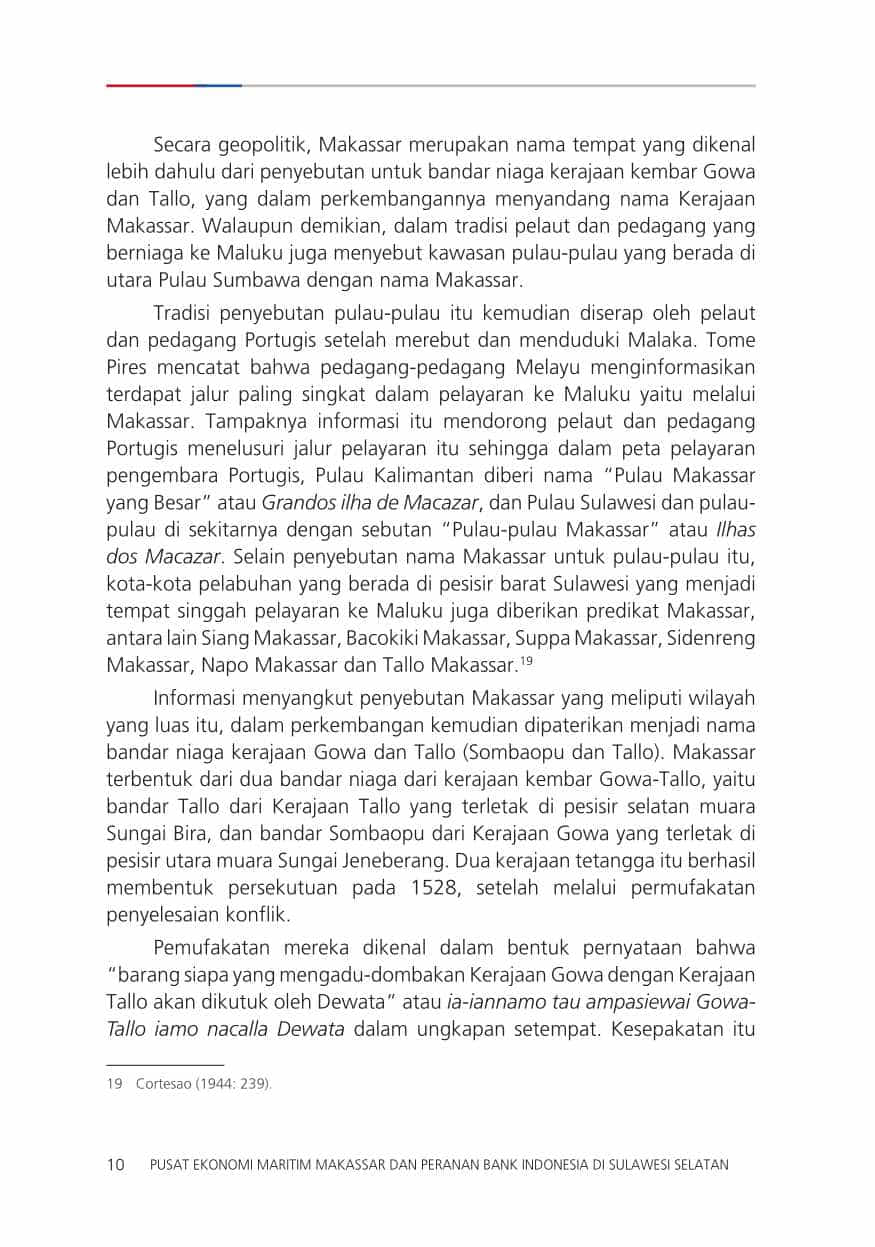 Secara geopolitik, Makassar merupakan nama tempat yang dikenal
lebih dahulu dari penyebutan untuk bandar niaga kerajaan kembar Gowa
dan Tallo, yang dalam perkembangannya menyandang nama Kerajaan
Makassar. Walaupun demikian, dalam tradisi pelaut dan pedagang yang
berniaga ke Maluku juga menyebut kawasan pulau-pulau yang berada di
utara Pulau Sumbawa dengan nama Makassar.
Tradisi penyebutan pulau-pulau itu kemudian diserap oleh pelaut
dan pedagang Portugis setelah merebut dan menduduki Malaka. Tome
Pires mencatat bahwa pedagang-pedagang Melayu menginformasikan
terdapat jalur paling singkat dalam pelayaran ke Maluku yaitu melalui
Makassar. Tampaknya informasi itu mendorong pelaut dan pedagang
Portugis menelusuri jalur pelayaran itu sehingga dalam peta pelayaran
pengembara Portugis, Pulau Kalimantan diberi nama “Pulau Makassar
yang Besar” atau Grandos ilha de Macazar, dan Pulau Sulawesi dan pulau-
pulau di sekitarnya dengan sebutan “Pulau-pulau Makassar” atau Ilhas
dos Macazar. Selain penyebutan nama Makassar untuk pulau-pulau itu,
kota-kota pelabuhan yang berada di pesisir barat Sulawesi yang menjadi
tempat singgah pelayaran ke Maluku juga diberikan predikat Makassar,
antara lain Siang Makassar, Bacokiki Makassar, Suppa Makassar, Sidenreng
Makassar, Napo Makassar dan Tallo Makassar.19
Informasi menyangkut penyebutan Makassar yang meliputi wilayah
yang luas itu, dalam perkembangan kemudian dipaterikan menjadi nama
bandar niaga kerajaan Gowa dan Tallo (Sombaopu dan Tallo). Makassar
terbentuk dari dua bandar niaga dari kerajaan kembar Gowa-Tallo, yaitu
bandar Tallo dari Kerajaan Tallo yang terletak di pesisir selatan muara
Sungai Bira, dan bandar Sombaopu dari Kerajaan Gowa yang terletak di
pesisir utara muara Sungai Jeneberang. Dua kerajaan tetangga itu berhasil
membentuk persekutuan pada 1528, setelah melalui permufakatan
penyelesaian konflik.
Pemufakatan mereka dikenal dalam bentuk pernyataan bahwa
“barang siapa yang mengadu-dombakan Kerajaan Gowa dengan Kerajaan
Tallo akan dikutuk oleh Dewata” atau ia-iannamo tau ampasiewai Gowa-
Tallo iamo nacalla Dewata dalam ungkapan setempat. Kesepakatan itu
19 Cortesao (1944: 239).
10 PUSAT EKONOMI MARITIM MAKASSAR DAN PERANAN BANK INDONESIA DI SULAWESI SELATAN